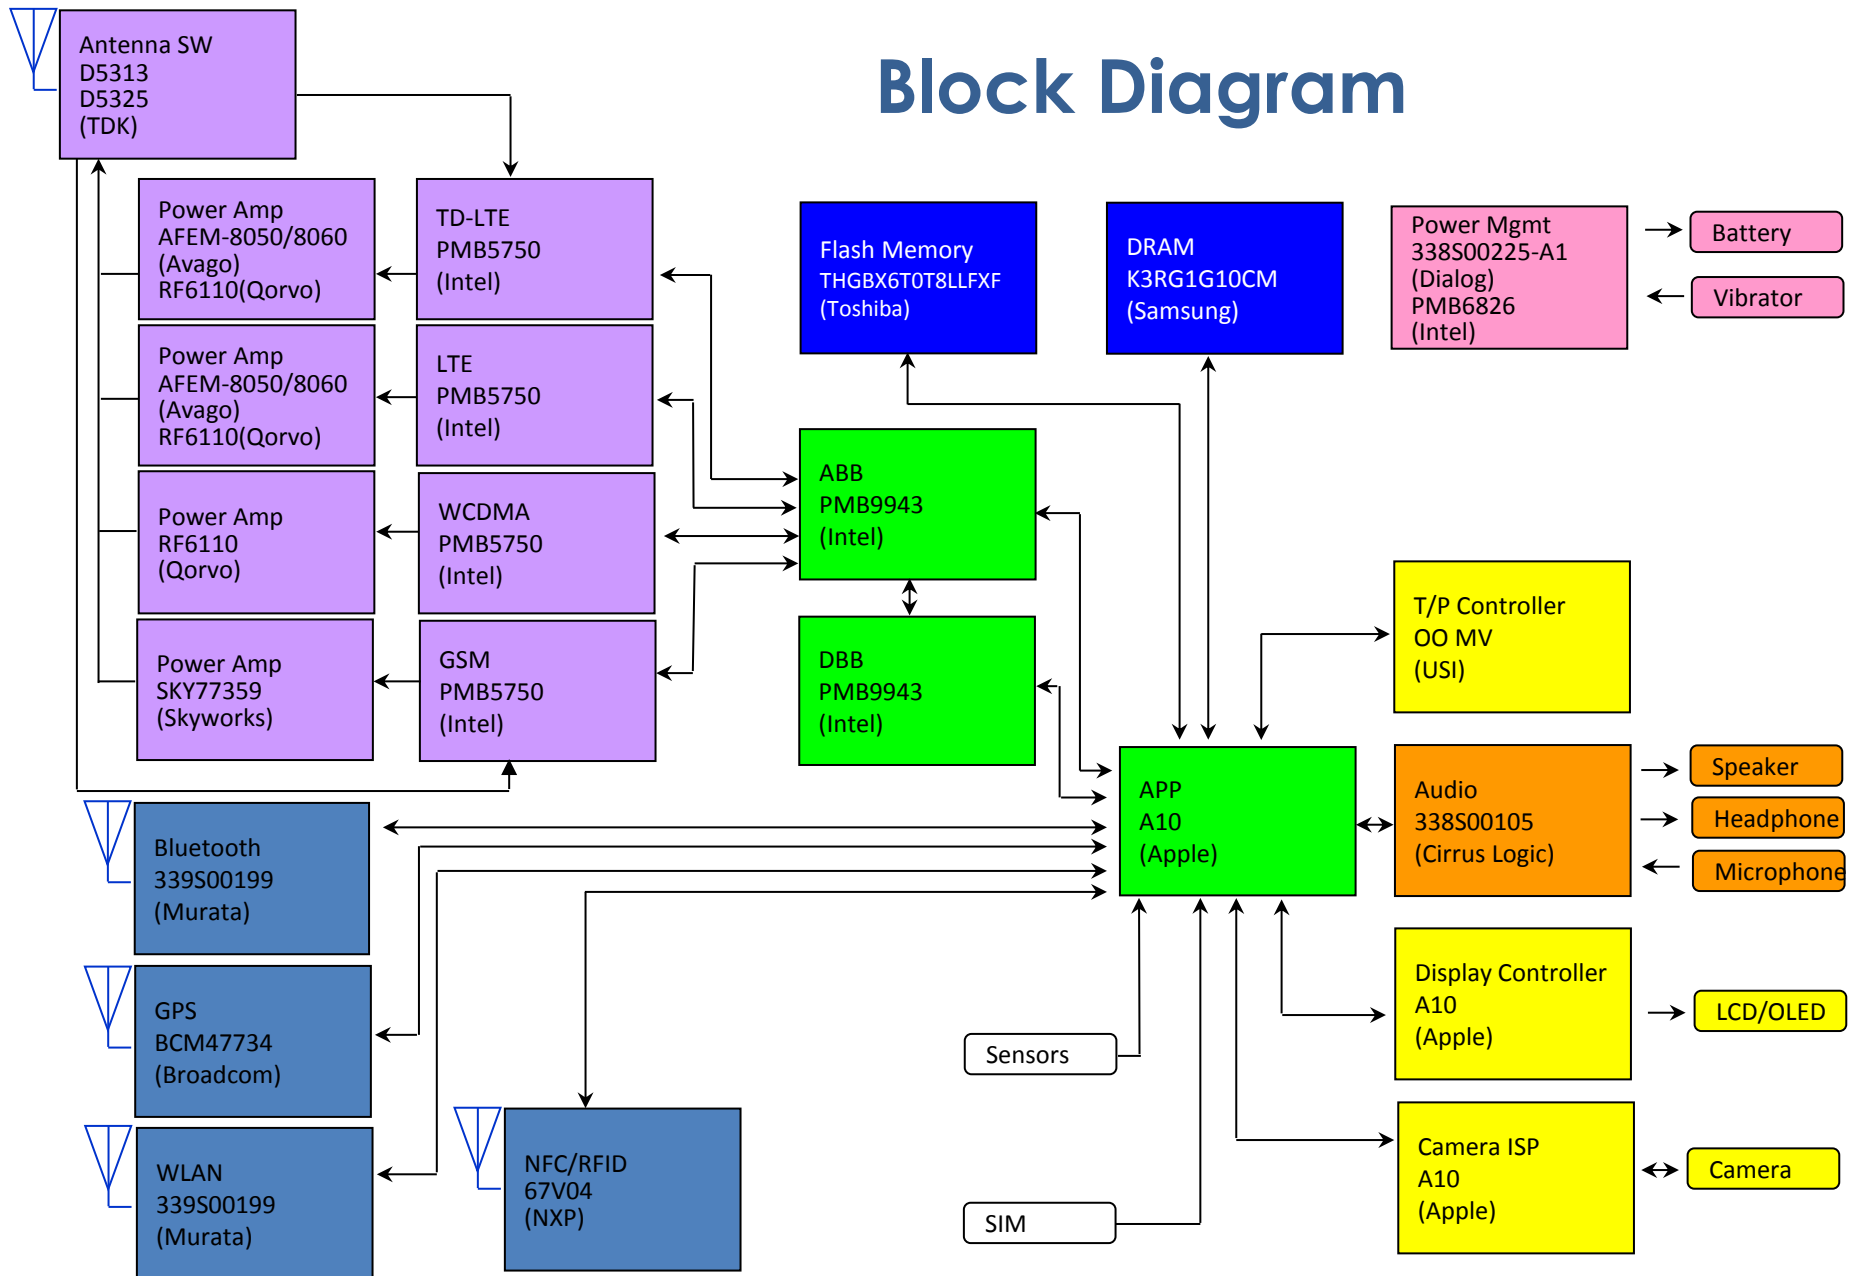 Block Diagram
Antenna SW
D5313
D5325
(TDK)
Power Amp
AFEM-8050/8060
(Avago)
RF6110(Qorvo)
TD-LTE
PMB5750
(Intel)
Flash Memory
THGBX6T0T8LLFXF
(Toshiba)
DRAM
K3RG1G10CM
(Samsung)
Power Mgmt
338S00225-A1
(Dialog)
PMB6826
(Intel)
Battery
Vibrator
Power Amp
AFEM-8050/8060
(Avago)
RF6110(Qorvo)
LTE
PMB5750
(Intel)
ABB
PMB9943
(Intel)
Power Amp
RF6110
(Qorvo)
WCDMA
PMB5750
(Intel)
T/P Controller
OO MV
(USI)
Power Amp
SKY77359
(Skyworks)
GSM
PMB5750
(Intel)
DBB
PMB9943
(Intel)
APP
A10
(Apple)
Audio
338S00105
(Cirrus Logic)
Speaker
Headphone
Microphone
Bluetooth
339S00199
(Murata)
GPS
BCM47734
(Broadcom)
Sensors
Display Controller
A10
(Apple)
LCD/OLED
WLAN
339S00199
(Murata)
NFC/RFID
67V04
(NXP)
SIM
Camera ISP
A10
(Apple)
Camera